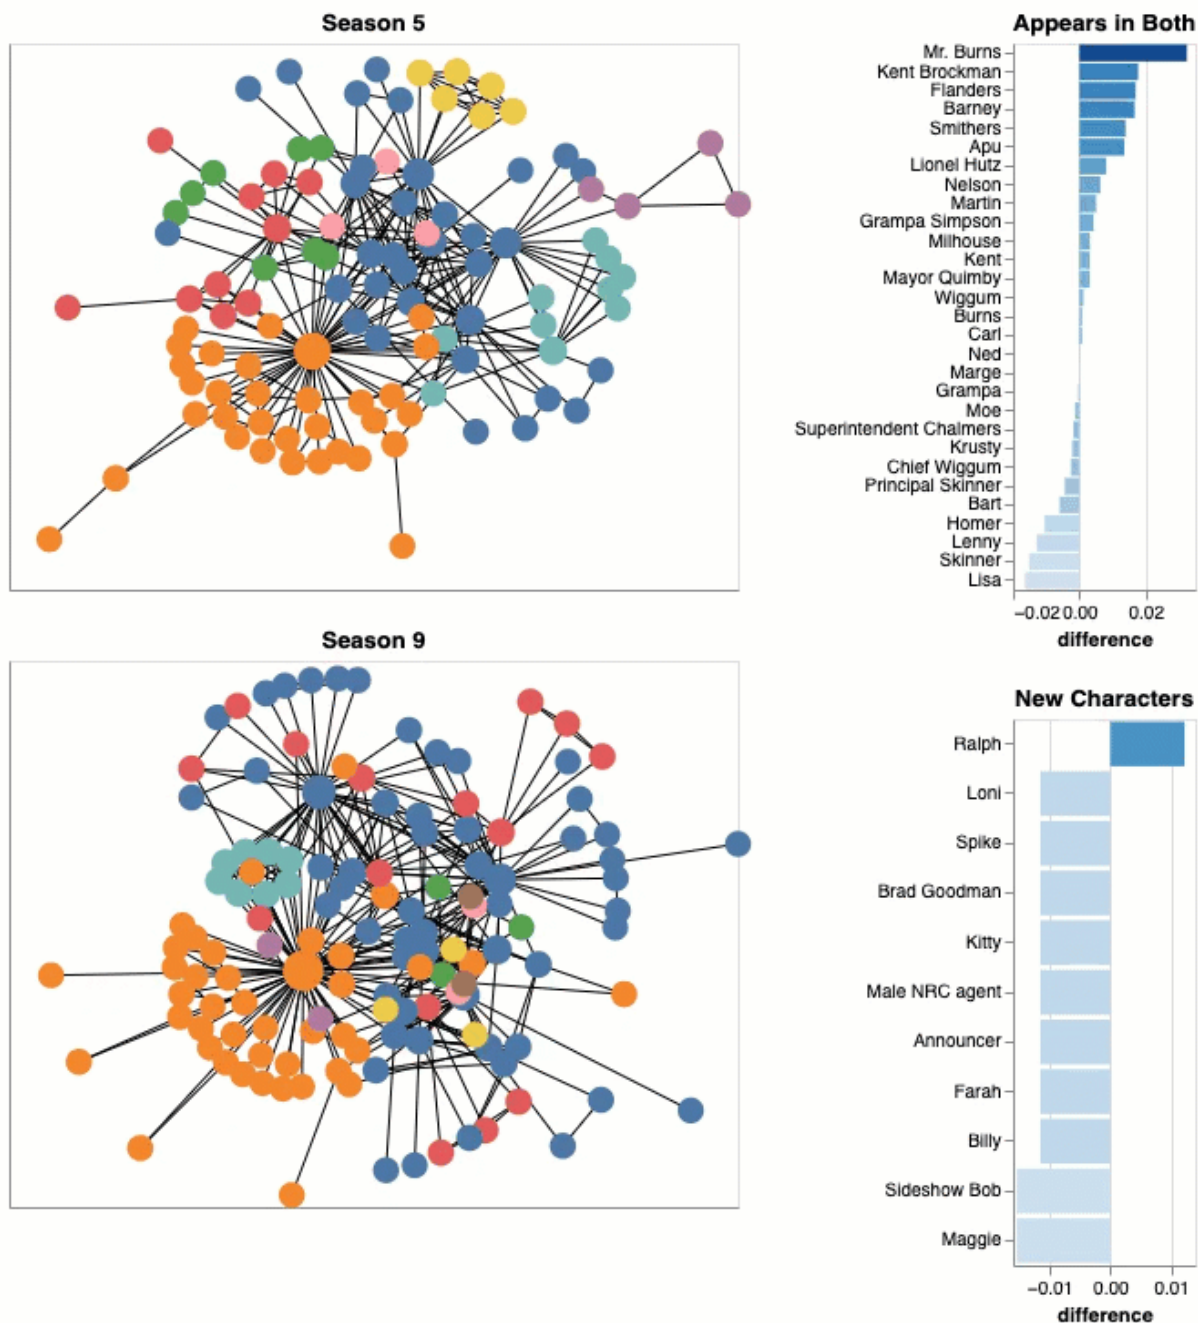 Season 5
Appears in Both
Mr. Burns
Kent Brockman
Flanders
Barney
Smithers
Apu
Lionel Hutz
Nelson
Martin
Grampa Simpson
Milhouse
Kent
Mayor Quimby
Wiggum
Burns
Carl
Ned
Marge
Grampa
Moe
Superintendent Chalmers
Krusty
Chief Wiggum
Principal Skinner
Bart
Homer
Lenny
Skinner
Lisa
−0.02 0.00 0.02
difference
Season 9
New Characters
Ralph
Loni
Spike
Brad Goodman
Kitty
Male NRC agent
Announcer
Farah
Billy
Sideshow Bob
Maggie
−0.01 0.00 0.01
difference